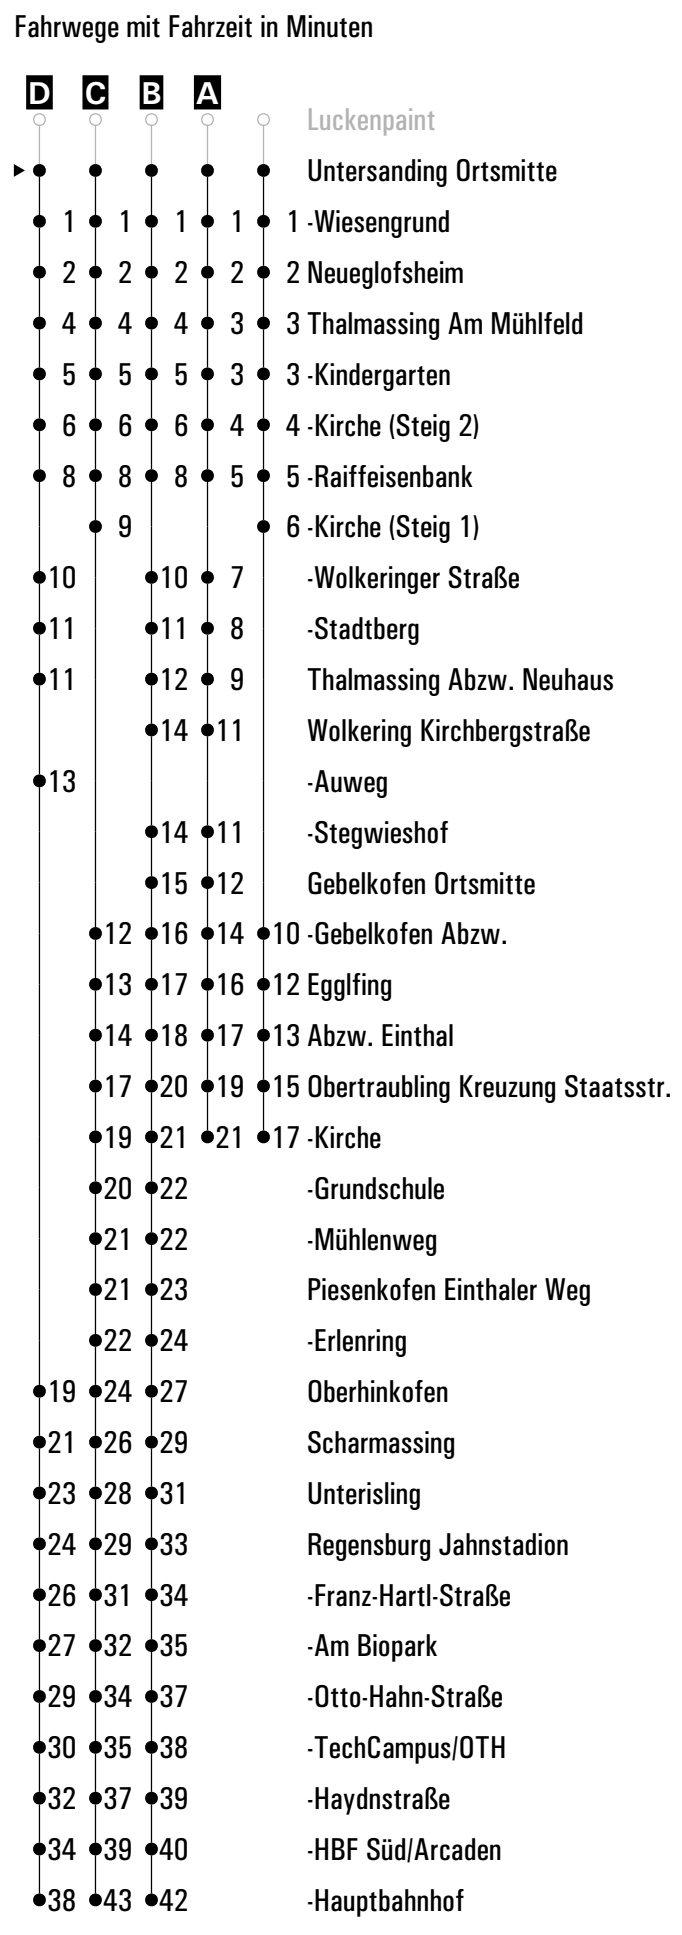 Fahrwege mit Fahrzeit in Minuten
D C B A
Luckenpaint
Untersanding Ortsmitte
1 1 1 1 1 -Wiesengrund
2 2 2 2 2 Neueglofsheim
4 4 4 3 3 Thalmassing Am Mühlfeld
5 5 5 3 3 -Kindergarten
6 6 6 4 4 -Kirche (Steig 2)
8 8 8 5 5 -Raiffeisenbank
9 6 -Kirche (Steig 1)
10 10 7 -Wolkeringer Straße
11 11 8 -Stadtberg
11 12 9 Thalmassing Abzw. Neuhaus
14 11 Wolkering Kirchbergstraße
13 -Auweg
14 11 -Stegwieshof
15 12 Gebelkofen Ortsmitte
12 16 14 10 -Gebelkofen Abzw.
13 17 16 12 Egglfing
14 18 17 13 Abzw. Einthal
17 20 19 15 Obertraubling Kreuzung Staatsstr.
19 21 21 17 -Kirche
20 22 -Grundschule
21 22 -Mühlenweg
21 23 Piesenkofen Einthaler Weg
22 24 -Erlenring
19 24 27 Oberhinkofen
21 26 29 Scharmassing
23 28 31 Unterisling
24 29 33 Regensburg Jahnstadion
26 31 34 -Franz-Hartl-Straße
27 32 35 -Am Biopark
29 34 37 -Otto-Hahn-Straße
30 35 38 -TechCampus/OTH
32 37 39 -Haydnstraße
34 39 40 -HBF Süd/Arcaden
38 43 42 -Hauptbahnhof